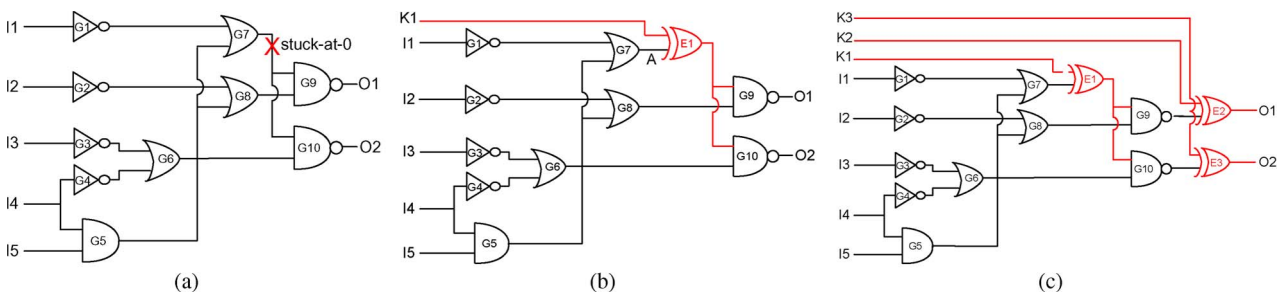 I1
G1
G7
stuck-at-0
I2
G2
G8
G9
O1
I3
G3
G6
G10
O2
G4
I4
G5
I5
(a)
K1
I1
G1
G7
A
E1
I2
G2
G8
G9
O1
I3
G3
G6
G10
O2
G4
I4
G5
I5
(b)
K3
K2
K1
I1
G1
G7
E1
I2
G2
G8
G9
E2
O1
I3
G3
G6
G10
E3
O2
G4
I4
G5
I5
(c)